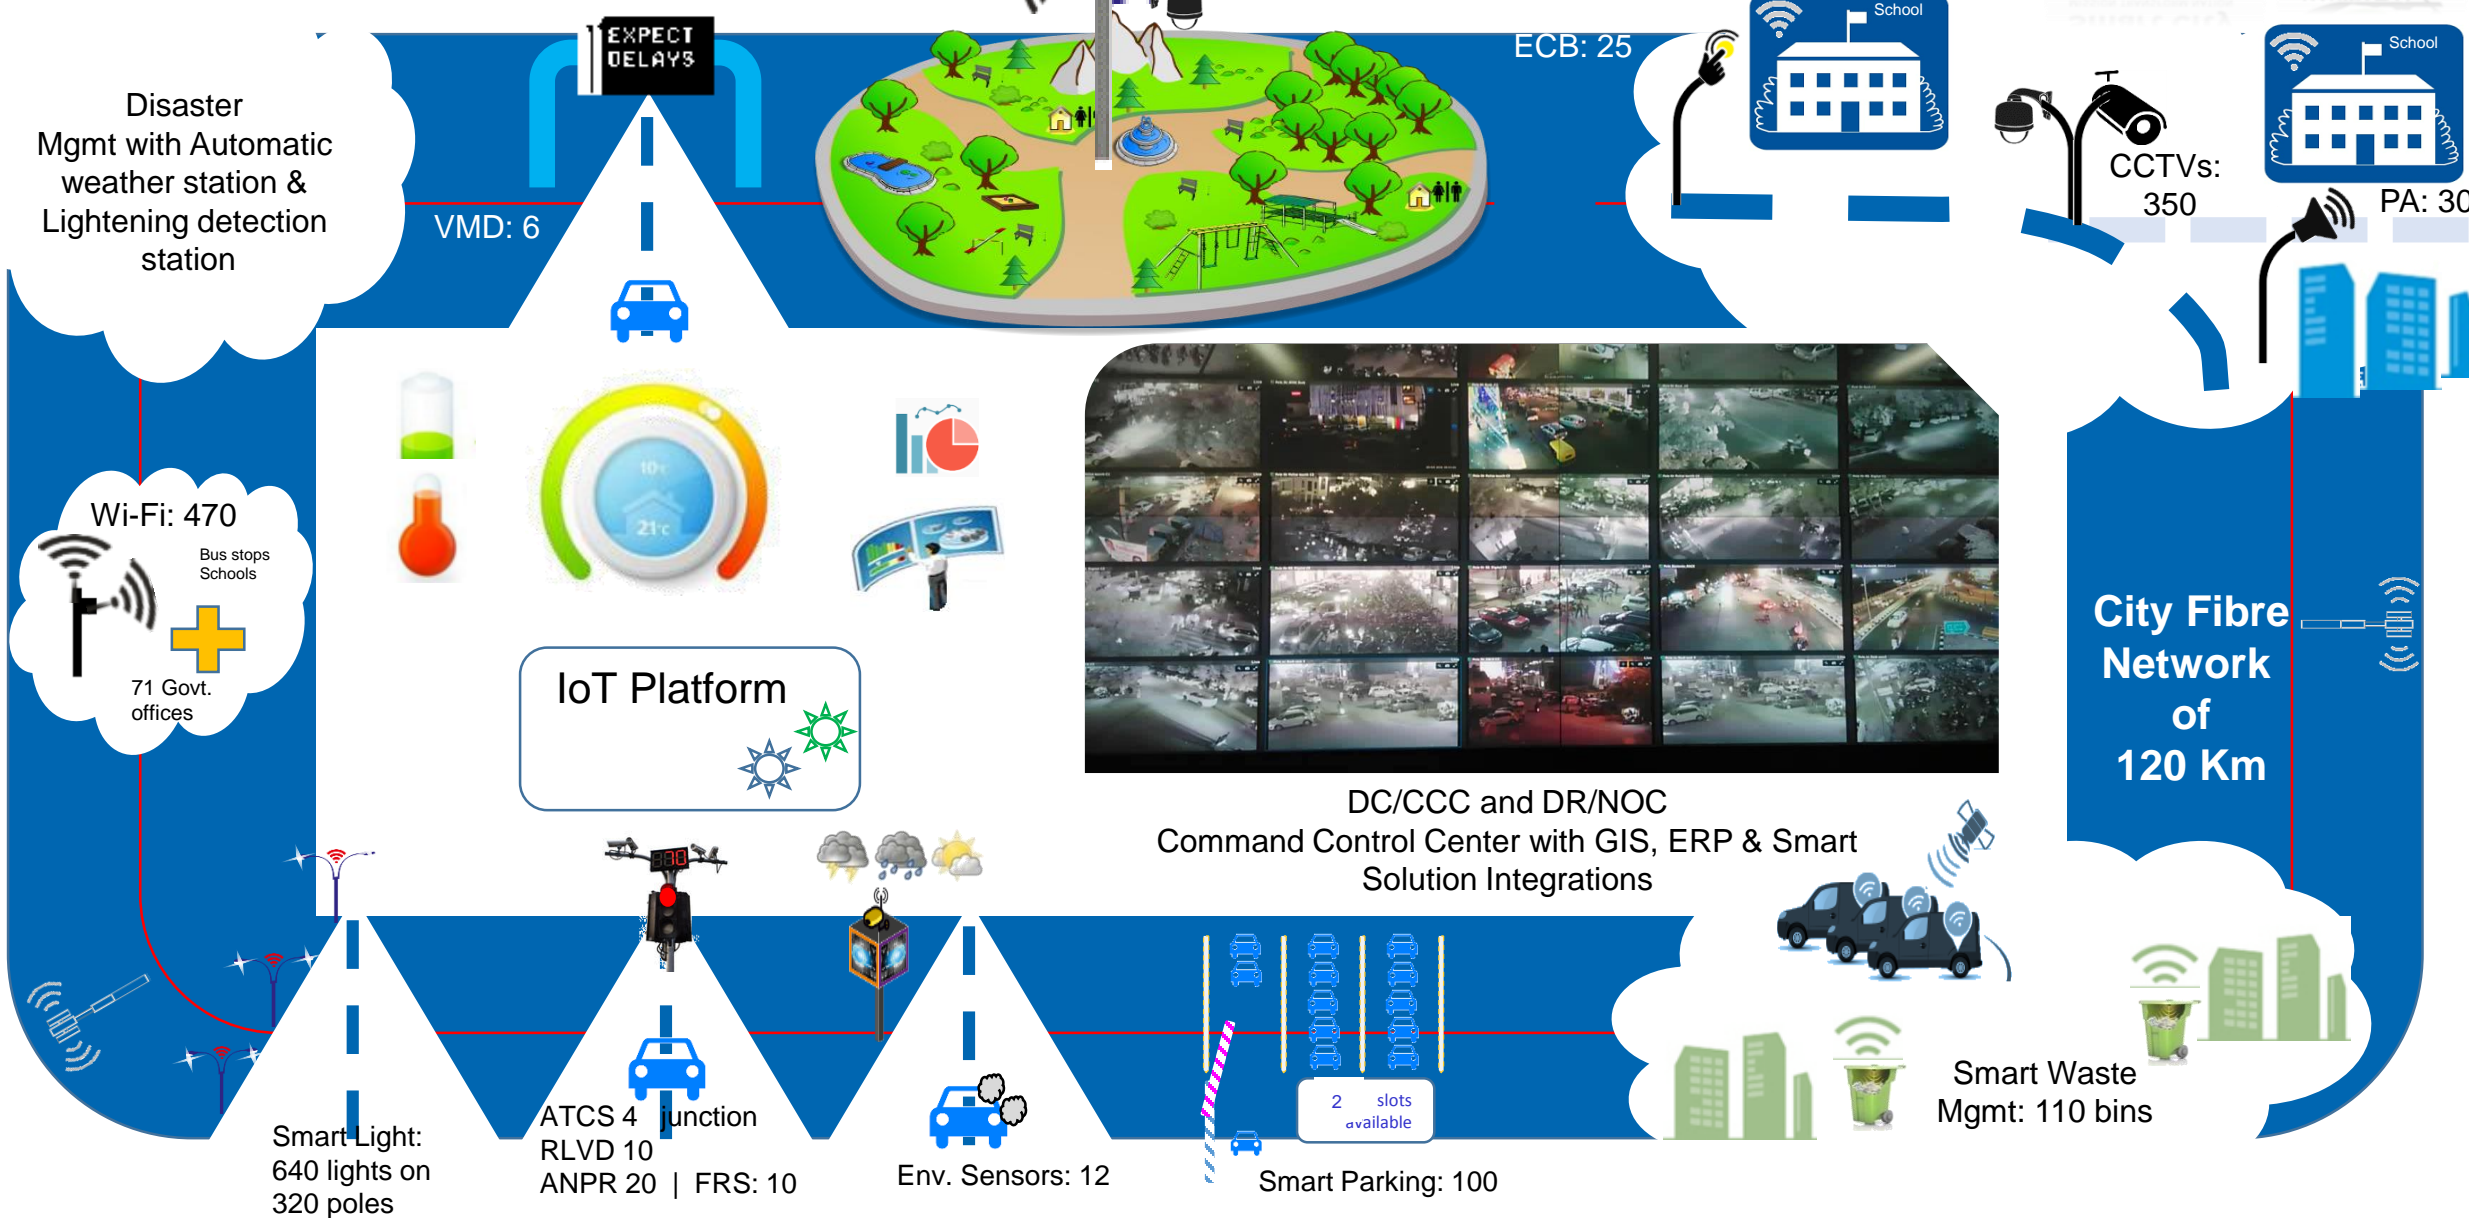 EXPECT
DELAYS
ECB: 25
School
School
Disaster
Mgmt with Automatic
weather station &
Lightening detection
station
VMD: 6
CCTVs:
350
PA: 30
Wi-Fi: 470
Bus stops
Schools
71 Govt.
offices
10
21°c
IoT Platform
City Fibre
Network
of
120 Km
DC/CCC and DR/NOC
Command Control Center with GIS, ERP & Smart
Solution Integrations
70
2 slots
available
Smart Waste
Mgmt: 110 bins
Smart Light:
640 lights on
320 poles
ATCS 4 junction
RLVD 10
ANPR 20 | FRS: 10
Env. Sensors: 12
Smart Parking: 100